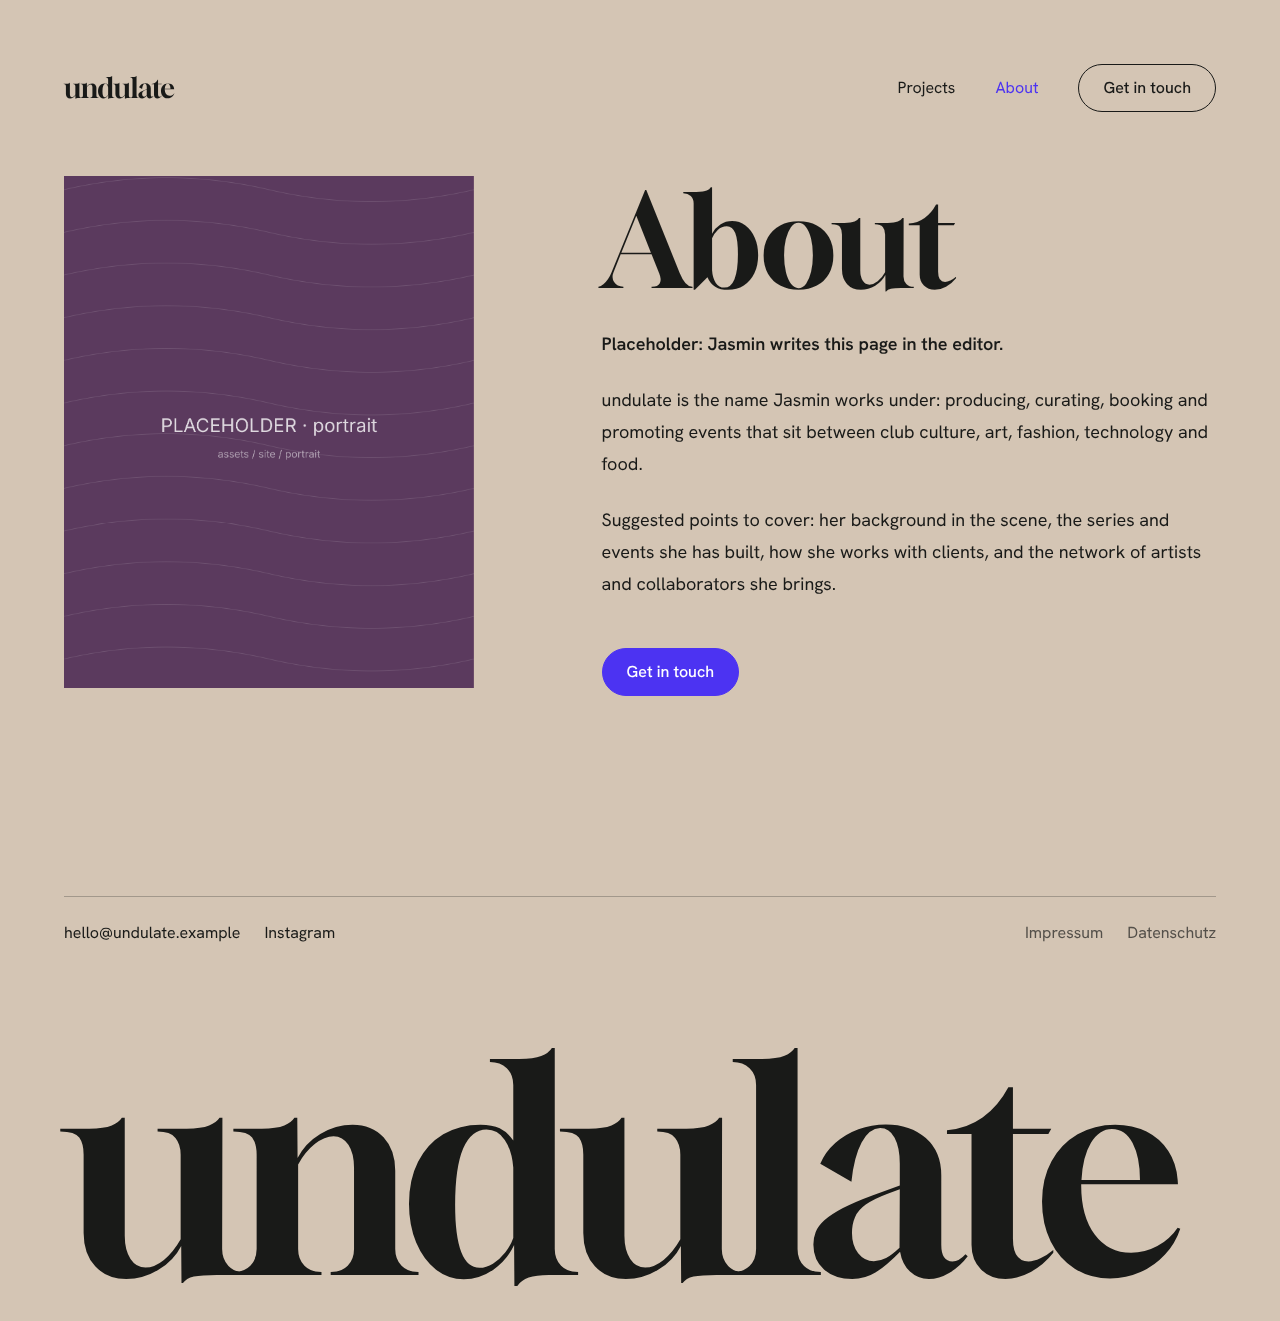 undulate
Projects
About
Get in touch
PLACEHOLDER · portrait
assets / site / portrait
About
Placeholder: Jasmin writes this page in the editor.
undulate is the name Jasmin works under: producing, curating, booking and
promoting events that sit between club culture, art, fashion, technology and
food.
Suggested points to cover: her background in the scene, the series and
events she has built, how she works with clients, and the network of artists
and collaborators she brings.
Get in touch
hello@undulate.example
Instagram
Impressum
Datenschutz
undulate